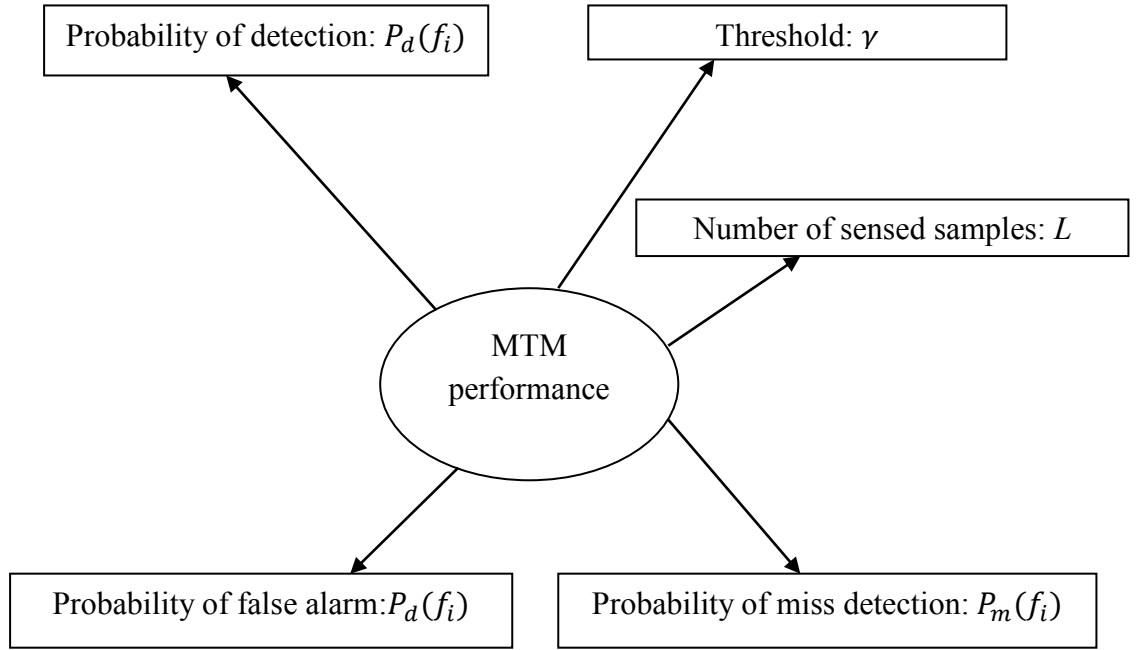 Probability of detection: P_d(f_i)
Threshold: γ
Number of sensed samples: L
MTM
performance
Probability of false alarm:P_d(f_i)
Probability of miss detection: P_m(f_i)